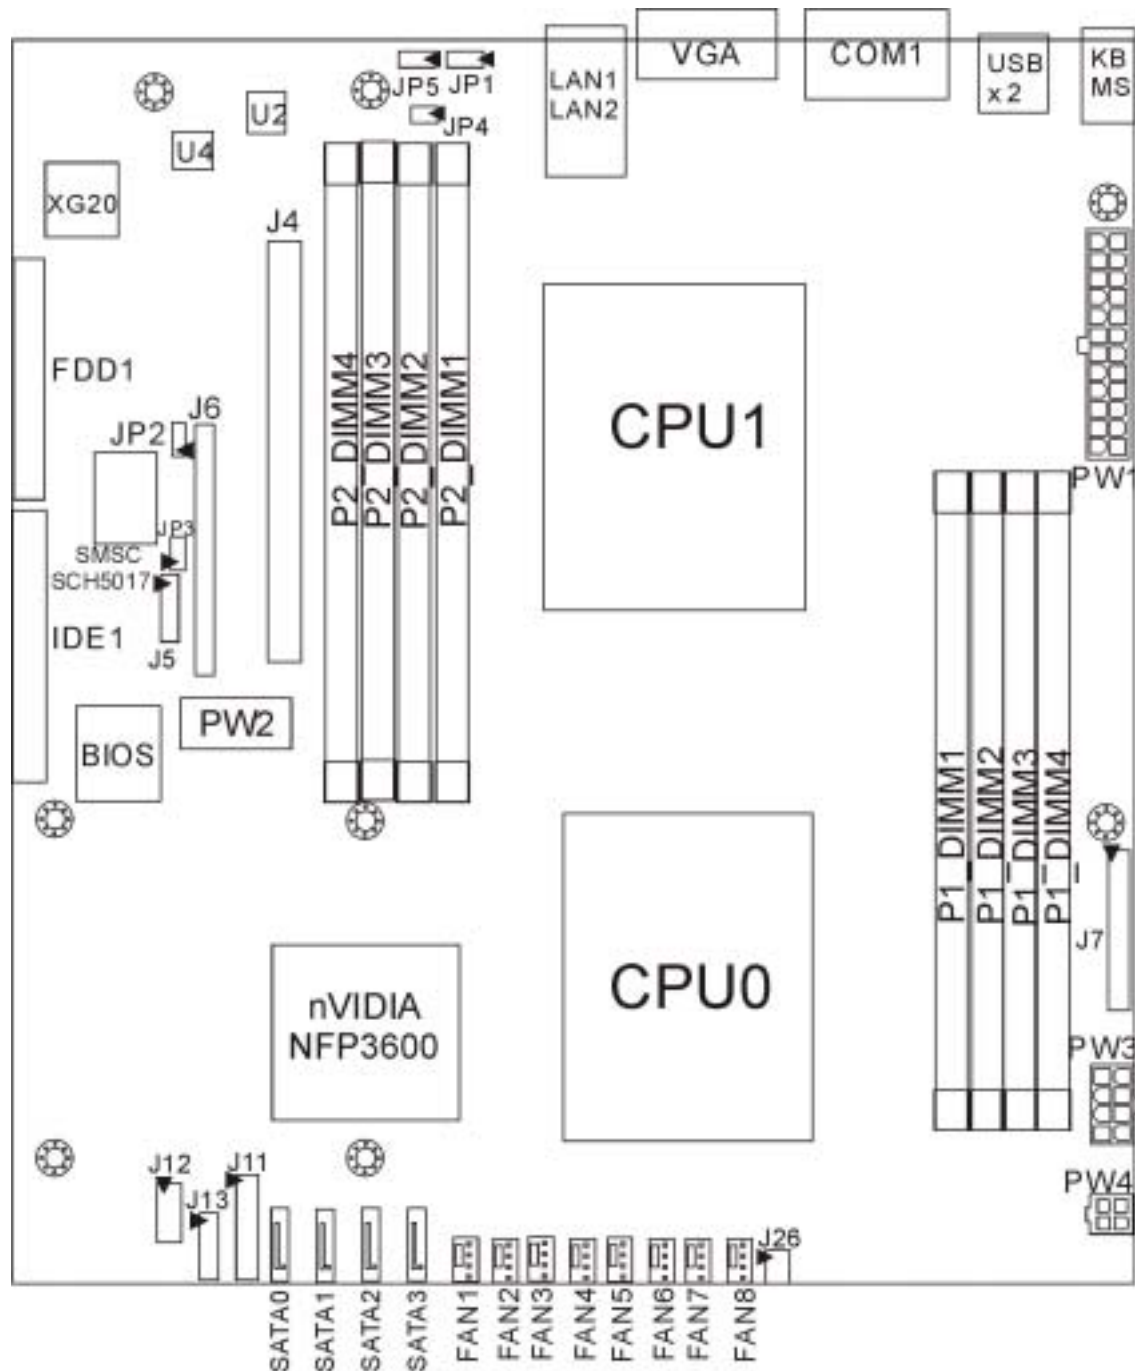 VGA
COM1
KB
MS
USB
x2
LAN1
LAN2
JP5
JP1
JP4
U2
U4
XG20
J4
FDD1
J6
JP2
P2_DIMM4
P2_DIMM3
P2_DIMM2
P2_DIMM1
CPU1
PW1
JP3
SMSC
SCH5017
IDE1
J5
PW2
BIOS
P1_DIMM1
P1_DIMM2
P1_DIMM3
P1_DIMM4
J7
nVIDIA
NFP3600
CPU0
PW3
PW4
J12
J11
J13
J26
SATA0
SATA1
SATA2
SATA3
FAN1
FAN2
FAN3
FAN4
FAN5
FAN6
FAN7
FAN8